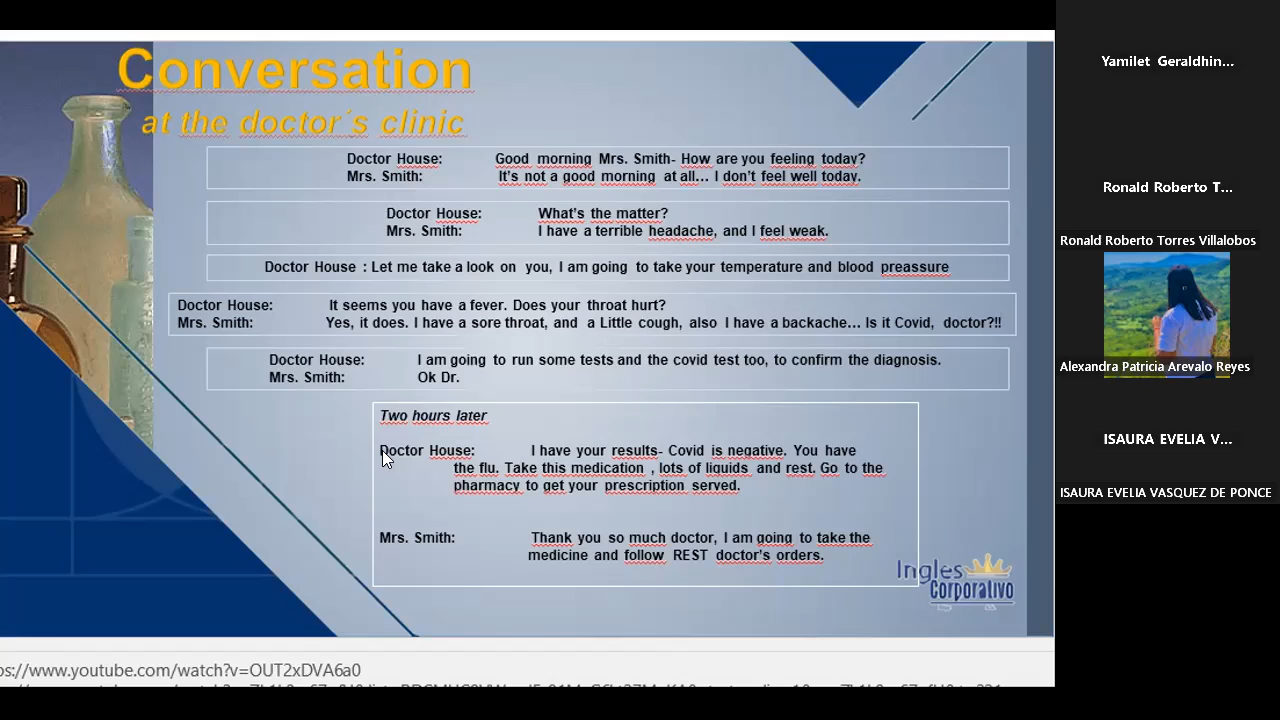 Conversation
at the doctor´s clinic
Doctor House: Good morning Mrs. Smith- How are you feeling today?
Mrs. Smith: It's not a good morning at all... I don't feel well today.
Doctor House: What's the matter?
Mrs. Smith: I have a terrible headache, and I feel weak.
Doctor House : Let me take a look on you, I am going to take your temperature and blood preassure
Doctor House: It seems you have a fever. Does your throat hurt?
Mrs. Smith: Yes, it does. I have a sore throat, and a Little cough, also I have a backache... Is it Covid, doctor?!!
Doctor House: I am going to run some tests and the covid test too, to confirm the diagnosis.
Mrs. Smith: Ok Dr.
Two hours later
Doctor House: I have your results- Covid is negative. You have
the flu. Take this medication , lots of liquids and rest. Go to the
pharmacy to get your prescription served.
Mrs. Smith: Thank you so much doctor, I am going to take the
medicine and follow REST doctor's orders.
Ingles
Corporativo
ps://www.youtube.com/watch?v=OUT2xDVA6a0
Yamilet Geraldhin...
Ronald Roberto T...
Ronald Roberto Torres Villalobos
Alexandra Patricia Arevalo Reyes
ISAURA EVELIA V...
ISAURA EVELIA VASQUEZ DE PONCE